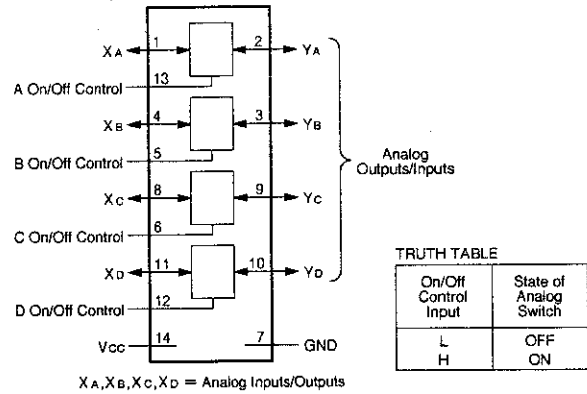 XA 1 2 YA
A On/Off Control 13
XB 4 3 YB
B On/Off Control 5
XC 8 9 YC
C On/Off Control 6
XD 11 10 YD
D On/Off Control 12
VCC 14 7 GND
XA,XB,XC,XD = Analog Inputs/Outputs
Analog
Outputs/Inputs
TRUTH TABLE
On/Off
Control
Input
State of
Analog
Switch
L OFF
H ON